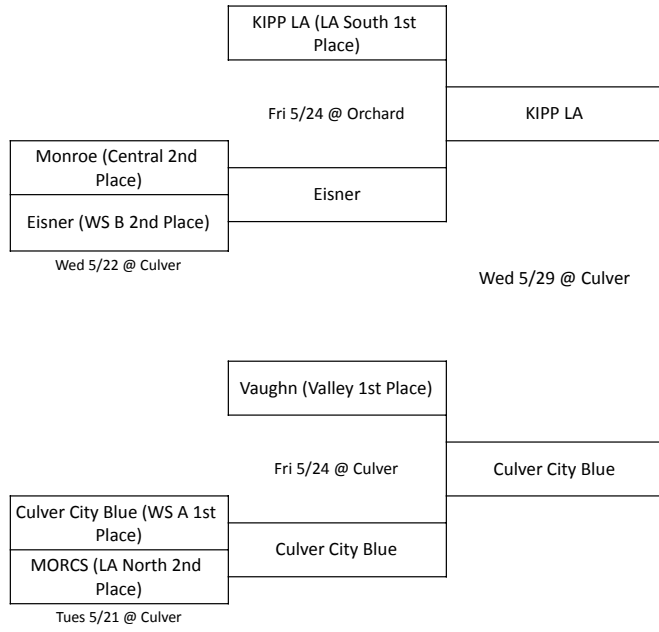 KIPP LA (LA South 1st
Place)
Fri 5/24 @ Orchard
KIPP LA
Monroe (Central 2nd
Place)
Eisner
Eisner (WS B 2nd Place)
Wed 5/22 @ Culver
Wed 5/29 @ Culver
Vaughn (Valley 1st Place)
Fri 5/24 @ Culver
Culver City Blue
Culver City Blue (WS A 1st
Place)
Culver City Blue
MORCS (LA North 2nd
Place)
Tues 5/21 @ Culver